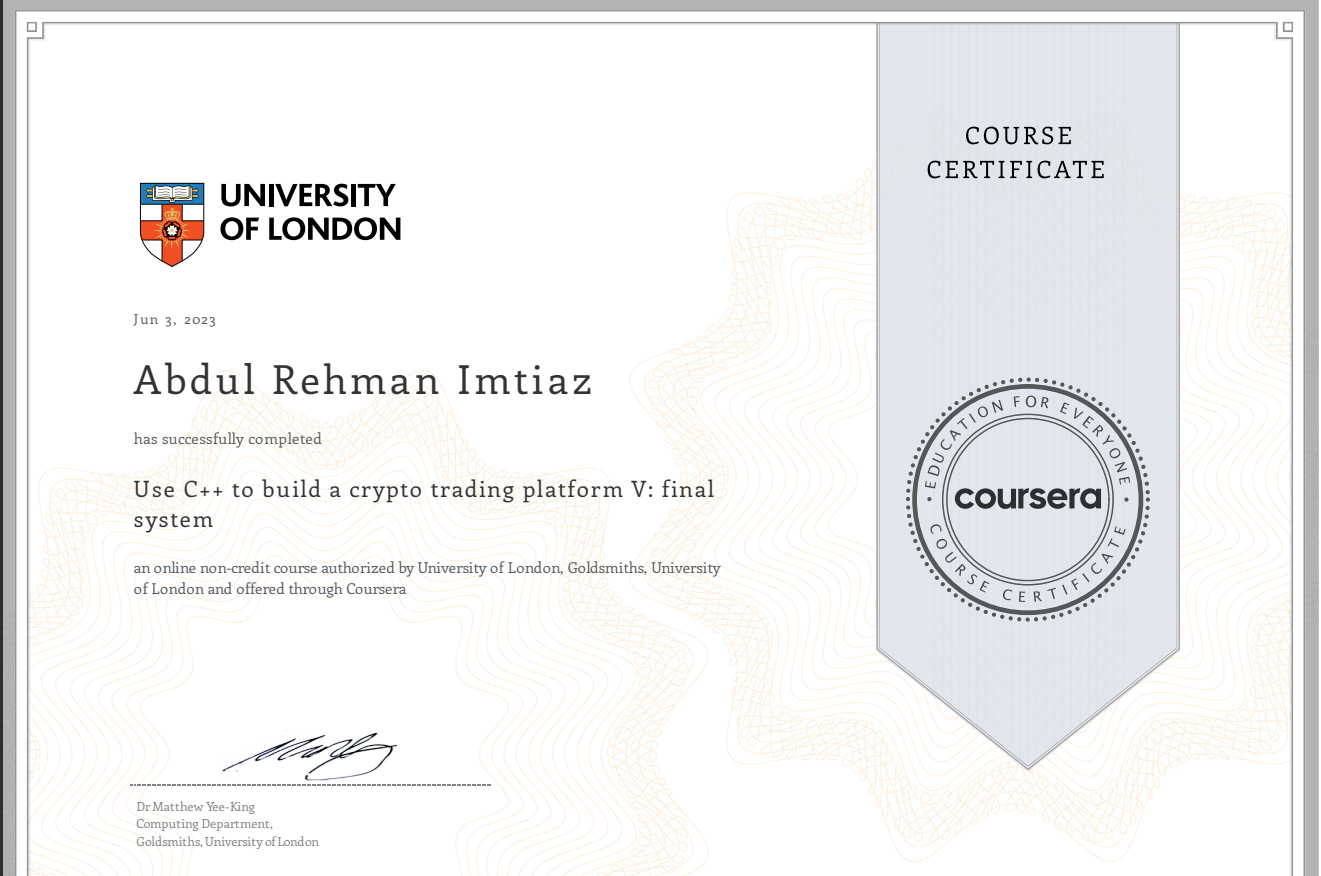 COURSE
CERTIFICATE
UNIVERSITY
OF LONDON
Jun 3, 2023
Abdul Rehman Imtiaz
has successfully completed
Use C++ to build a crypto trading platform V: final
system
an online non-credit course authorized by University of London, Goldsmiths, University
of London and offered through Coursera
EDUCATION FOR EVERYONE
coursera
COURSE CERTIFICATE
Dr Matthew Yee-King
Computing Department,
Goldsmiths, University of London